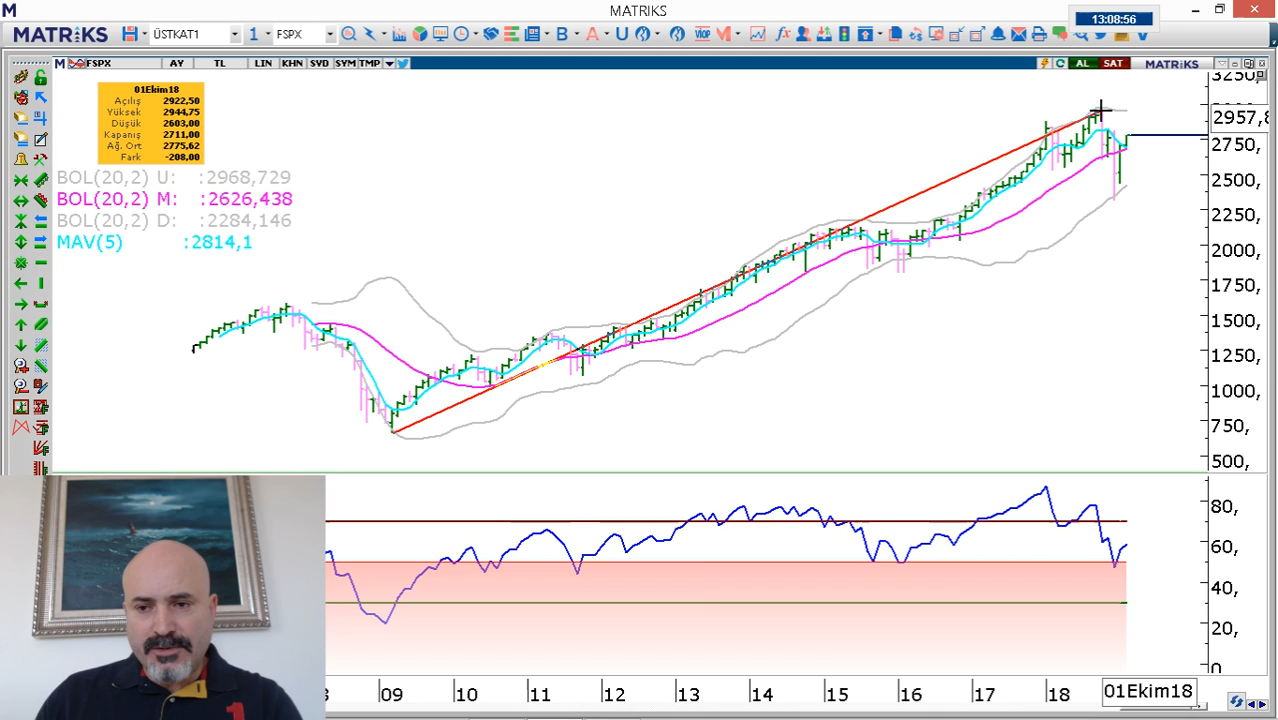 M
MATRIKS
13:08:56
MATRIKS
ÜSTKAT1
1
FSPX
B
A
U
VIOP
M
fx
M
FSPX
AY
TL
LIN
KHN
SVD
SYM
TMP
AL
SAT
MATRIKS
01Ekim18
Açılış 2922,50
Yüksek 2944,75
Düşük 2603,00
Kapanış 2711,00
Ağ. Ort 2775,62
Fark -208,00
BOL(20,2) U: :2968,729
BOL(20,2) M: :2626,438
BOL(20,2) D: :2284,146
MAV(5) :2814,1
3250,
2957,8
2750,
2500,
2250,
2000,
1750,
1500,
1250,
1000,
750,
500,
80,
60,
40,
20,
0,
09
10
11
12
13
14
15
16
17
18
01Ekim18
1